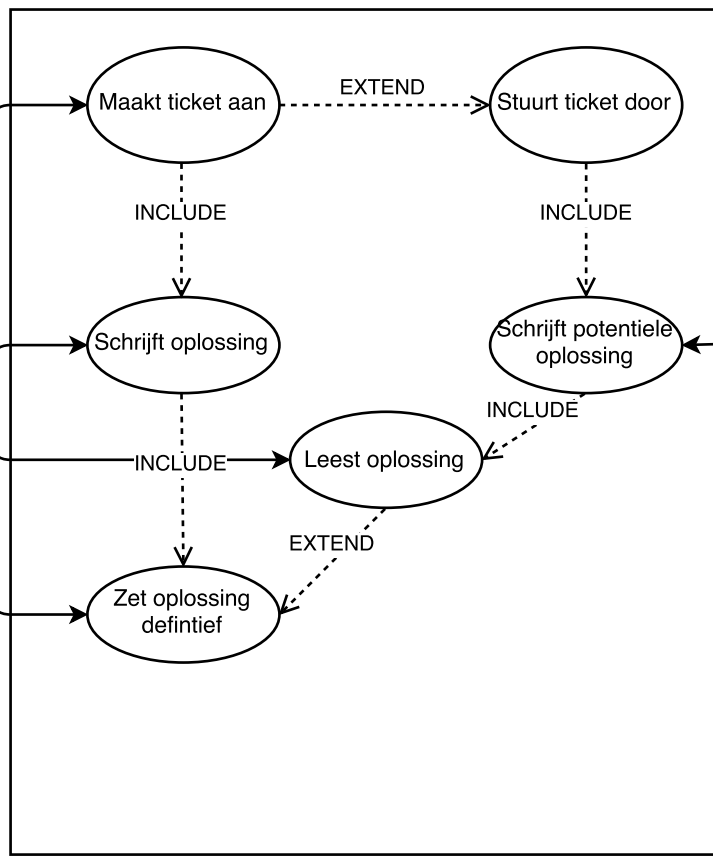 Maakt ticket aan
EXTEND
Stuurt ticket door
INCLUDE
INCLUDE
Schrijft oplossing
Schrijft potentiele
oplossing
INCLUDE
Leest oplossing
INCLUDE
EXTEND
Zet oplossing
defintief